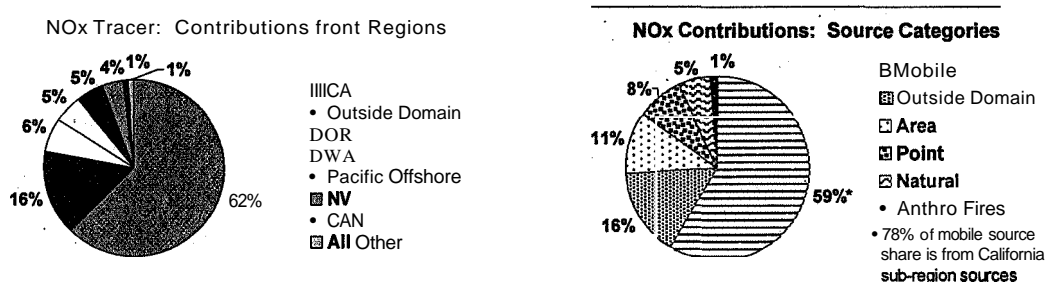 NOx Tracer: Contributions front Regions
1%
4%
1%
5%
5%
6%
16%
62%
IIIICA
• Outside Domain
DOR
DWA
• Pacific Offshore
NV
• CAN
All Other
NOx Contributions: Source Categories
1%
5%
8%
11%
16%
59%*
BMobile
Outside Domain
Area
Point
Natural
• Anthro Fires
• 78% of mobile source
share is from California
sub-region sources